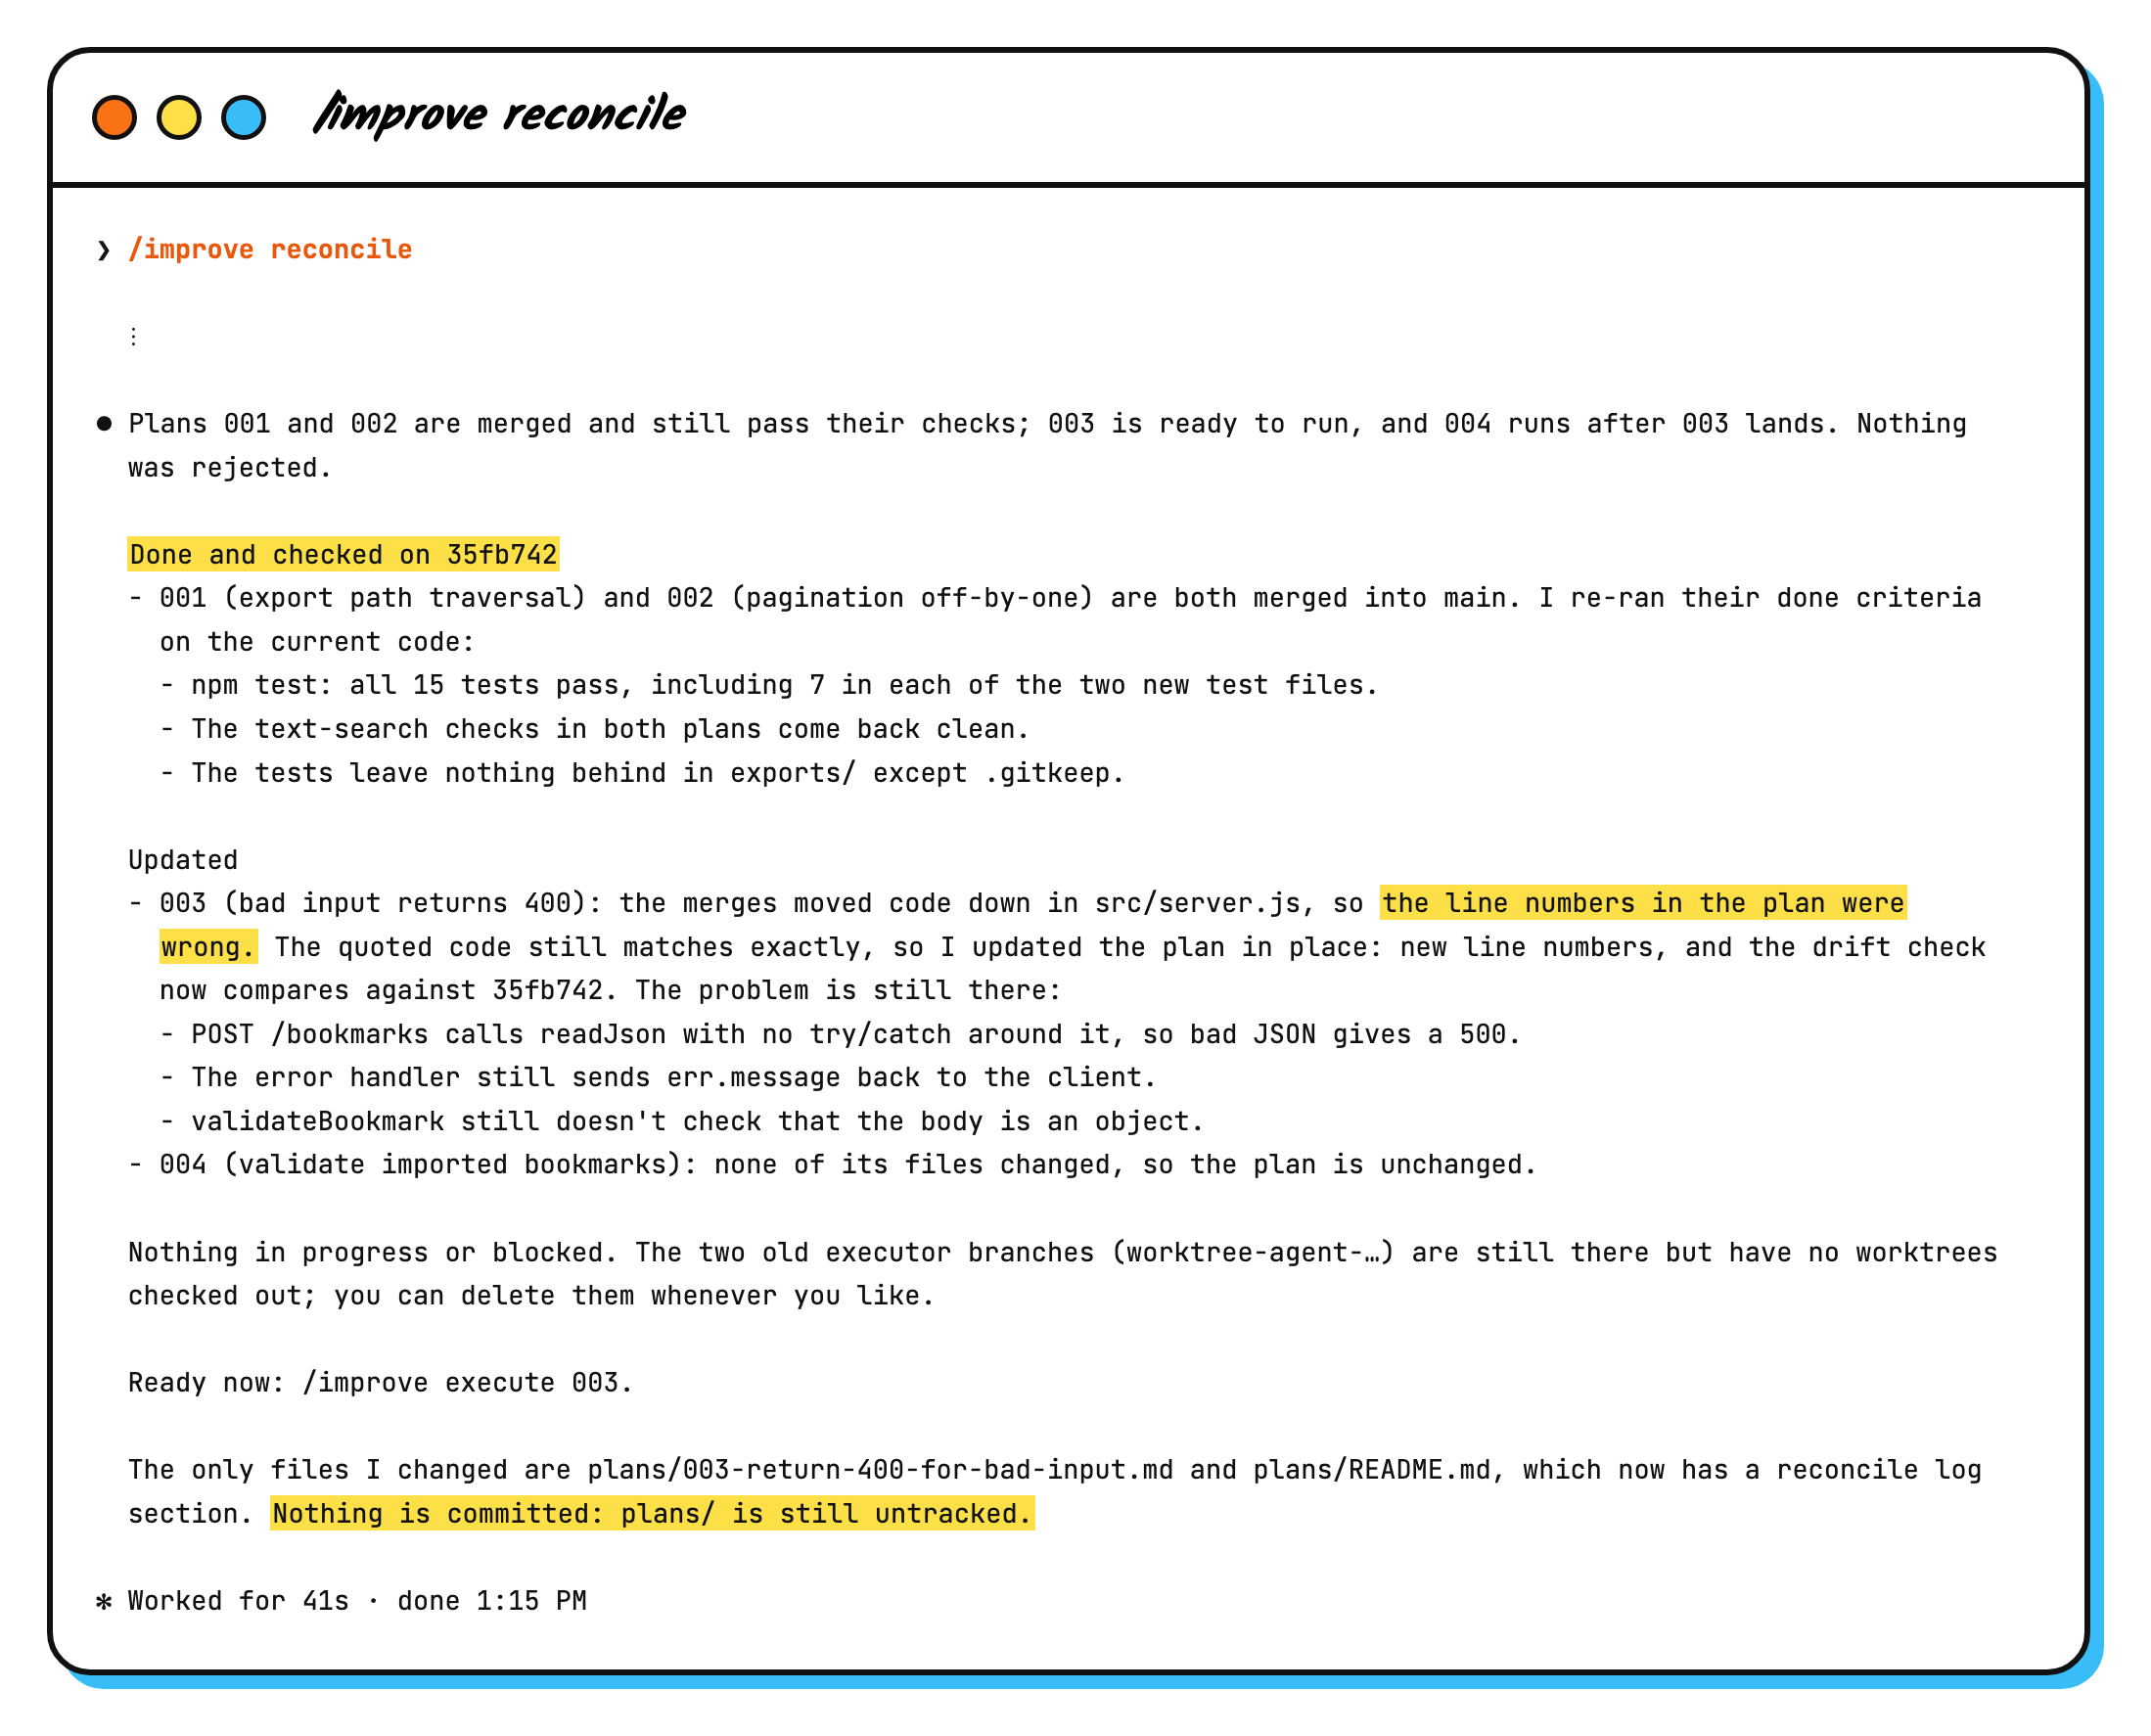 /improve reconcile
❯ /improve reconcile
⋮
● Plans 001 and 002 are merged and still pass their checks; 003 is ready to run, and 004 runs after 003 lands. Nothing
was rejected.
Done and checked on 35fb742
- 001 (export path traversal) and 002 (pagination off-by-one) are both merged into main. I re-ran their done criteria
on the current code:
- npm test: all 15 tests pass, including 7 in each of the two new test files.
- The text-search checks in both plans come back clean.
- The tests leave nothing behind in exports/ except .gitkeep.
Updated
- 003 (bad input returns 400): the merges moved code down in src/server.js, so the line numbers in the plan were
wrong. The quoted code still matches exactly, so I updated the plan in place: new line numbers, and the drift check
now compares against 35fb742. The problem is still there:
- POST /bookmarks calls readJson with no try/catch around it, so bad JSON gives a 500.
- The error handler still sends err.message back to the client.
- validateBookmark still doesn't check that the body is an object.
- 004 (validate imported bookmarks): none of its files changed, so the plan is unchanged.
Nothing in progress or blocked. The two old executor branches (worktree-agent-…) are still there but have no worktrees
checked out; you can delete them whenever you like.
Ready now: /improve execute 003.
The only files I changed are plans/003-return-400-for-bad-input.md and plans/README.md, which now has a reconcile log
section. Nothing is committed: plans/ is still untracked.
✻ Worked for 41s · done 1:15 PM